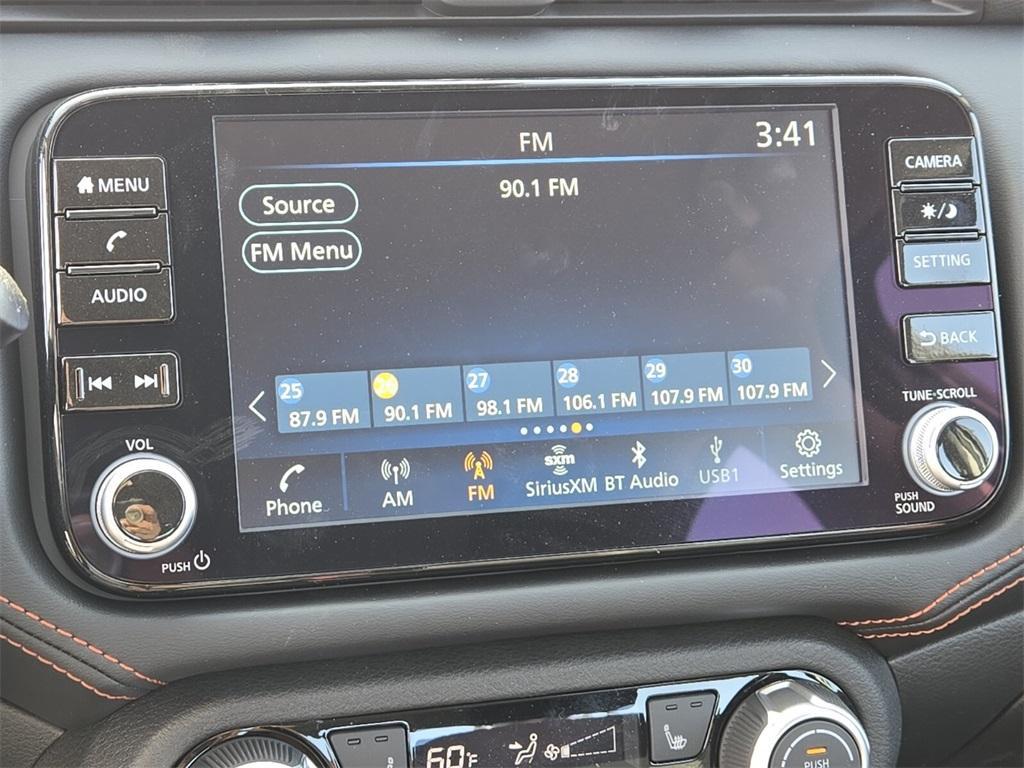 FM
3:41
90.1 FM
Source
FM Menu
25
26
27
28
29
30
87.9 FM
90.1 FM
98.1 FM
106.1 FM
107.9 FM
107.9 FM
Phone
AM
FM
sxm
SiriusXM
BT Audio
USB1
Settings
MENU
AUDIO
VOL
PUSH
CAMERA
/
SETTING
BACK
TUNE•SCROLL
PUSH
SOUND
60°F
PUSH